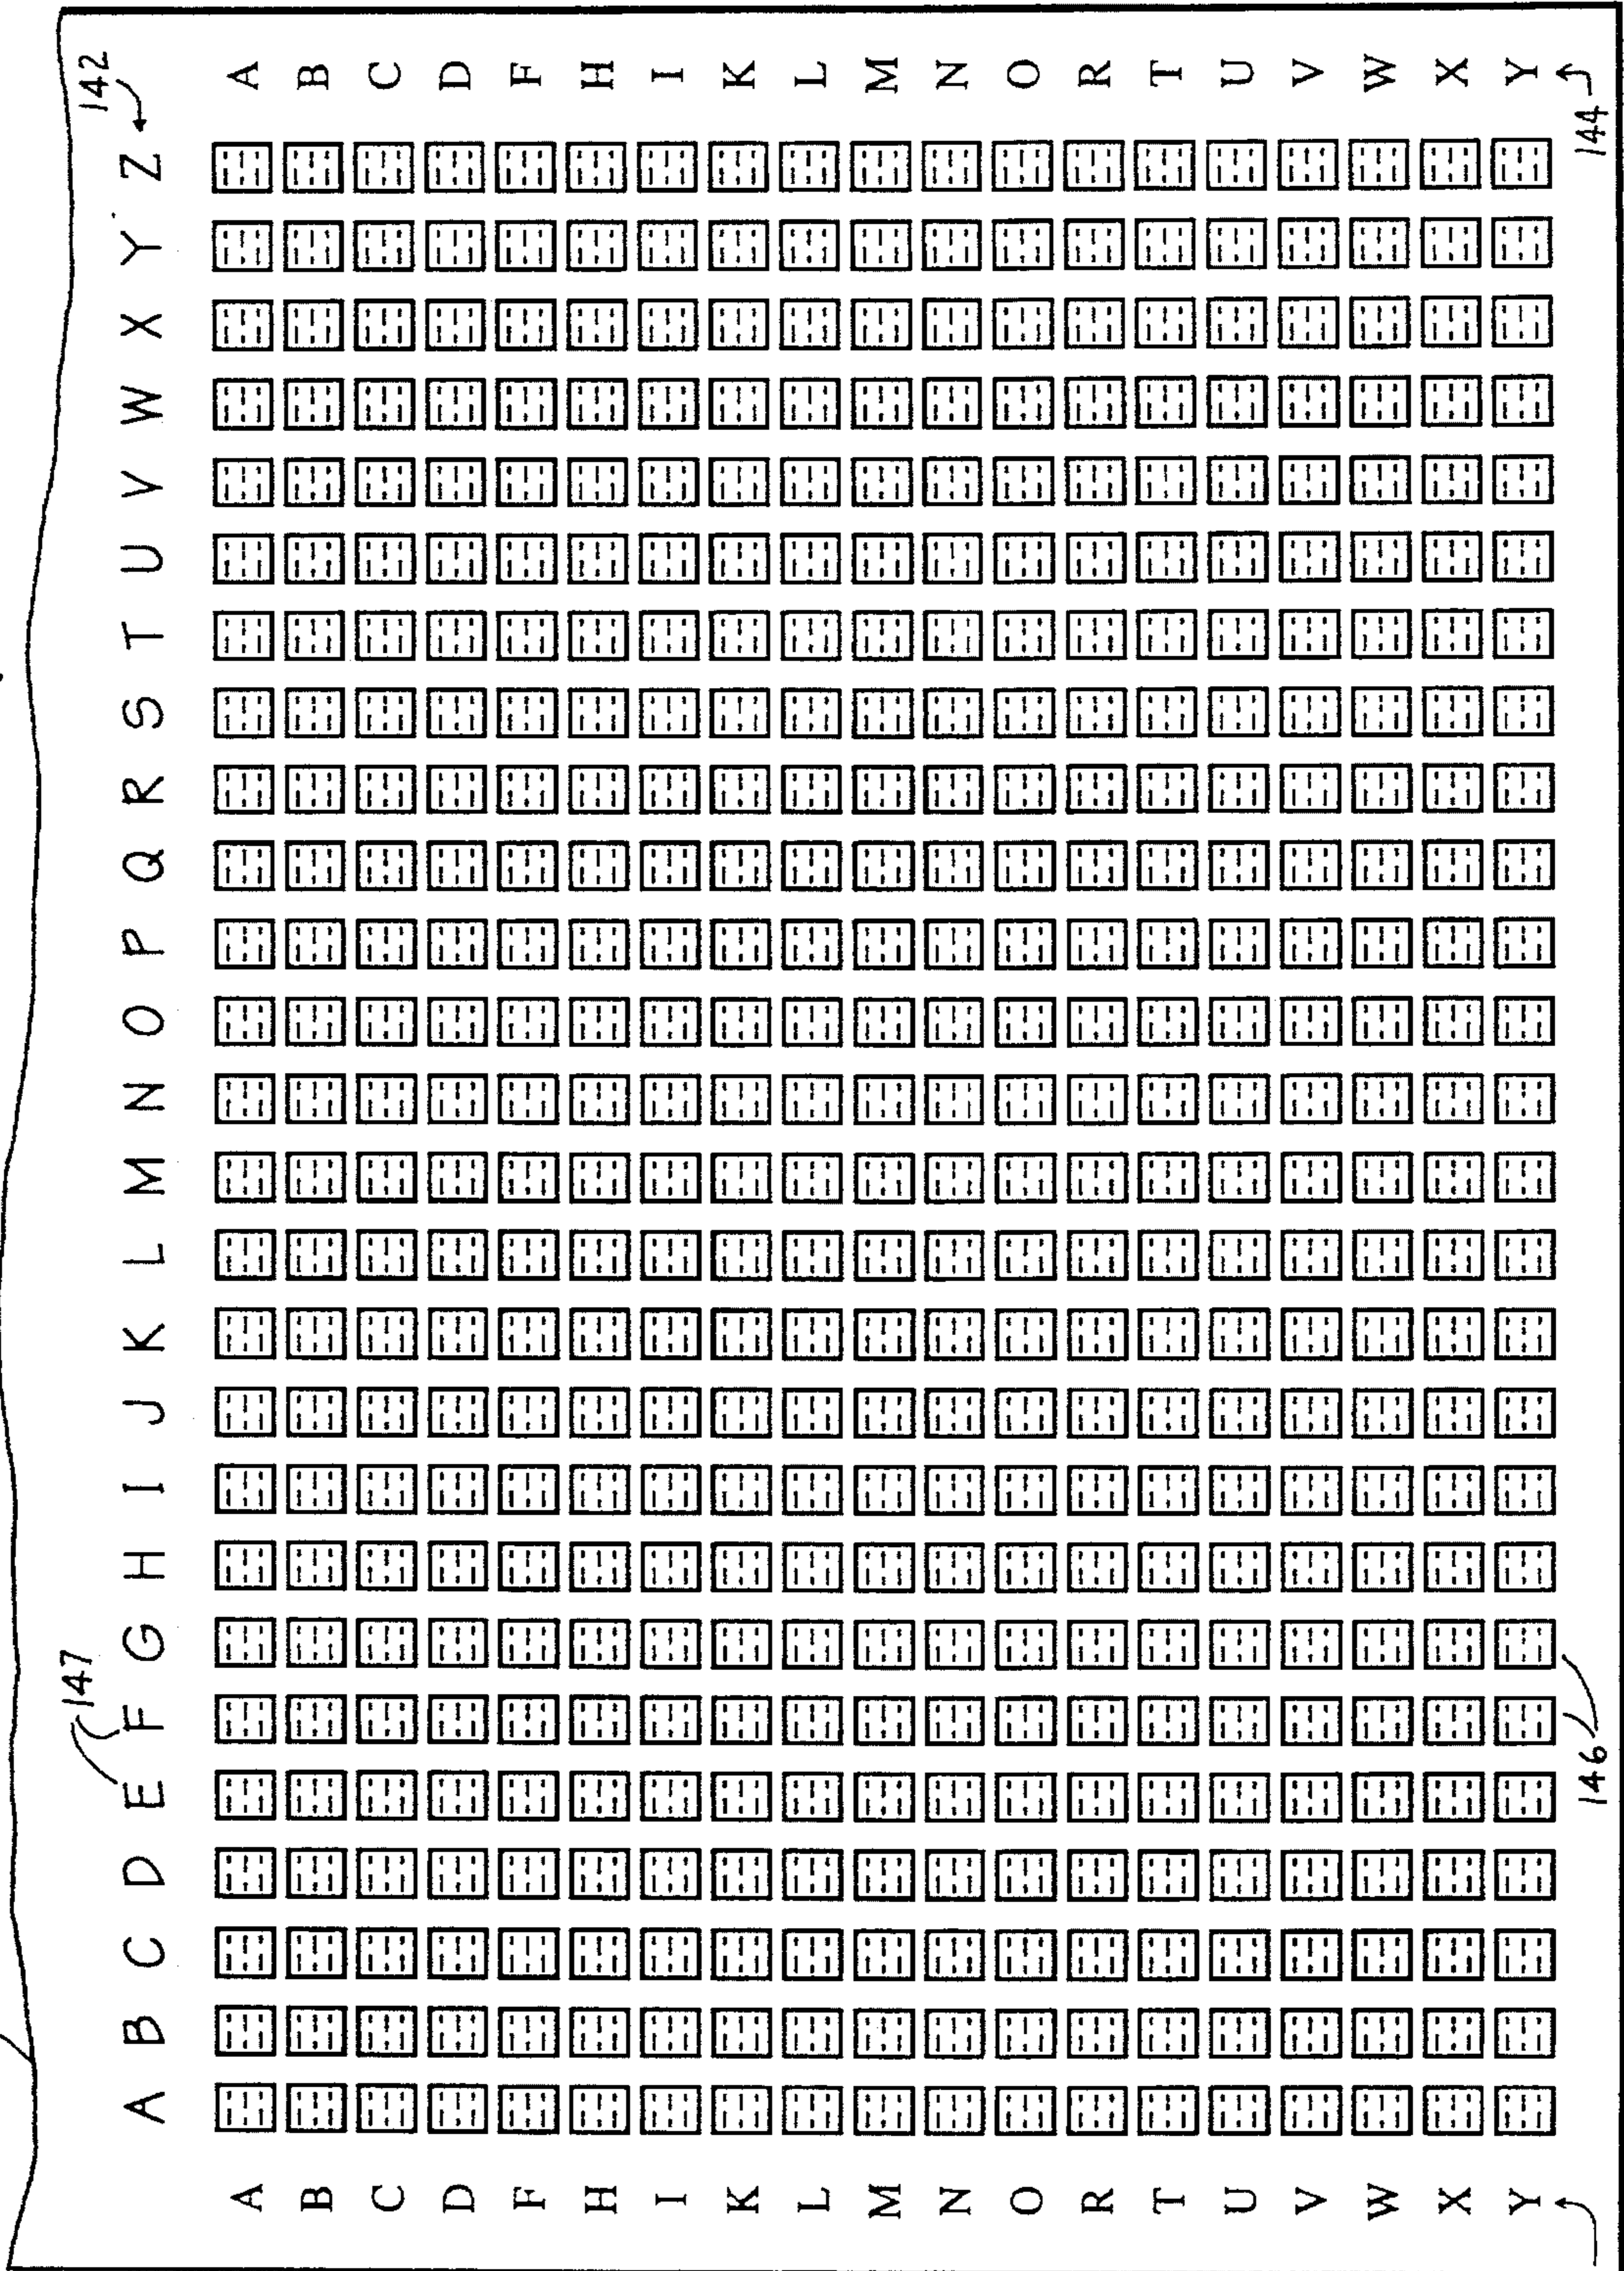 147 142
A B C D E F G H I J K L M N O P Q R S T U V W X Y Z
A A
B B
C C
D D
F F
H H
I I
K K
L L
M M
N N
O O
R R
T T
U U
V V
W W
X X
Y Y
146 144